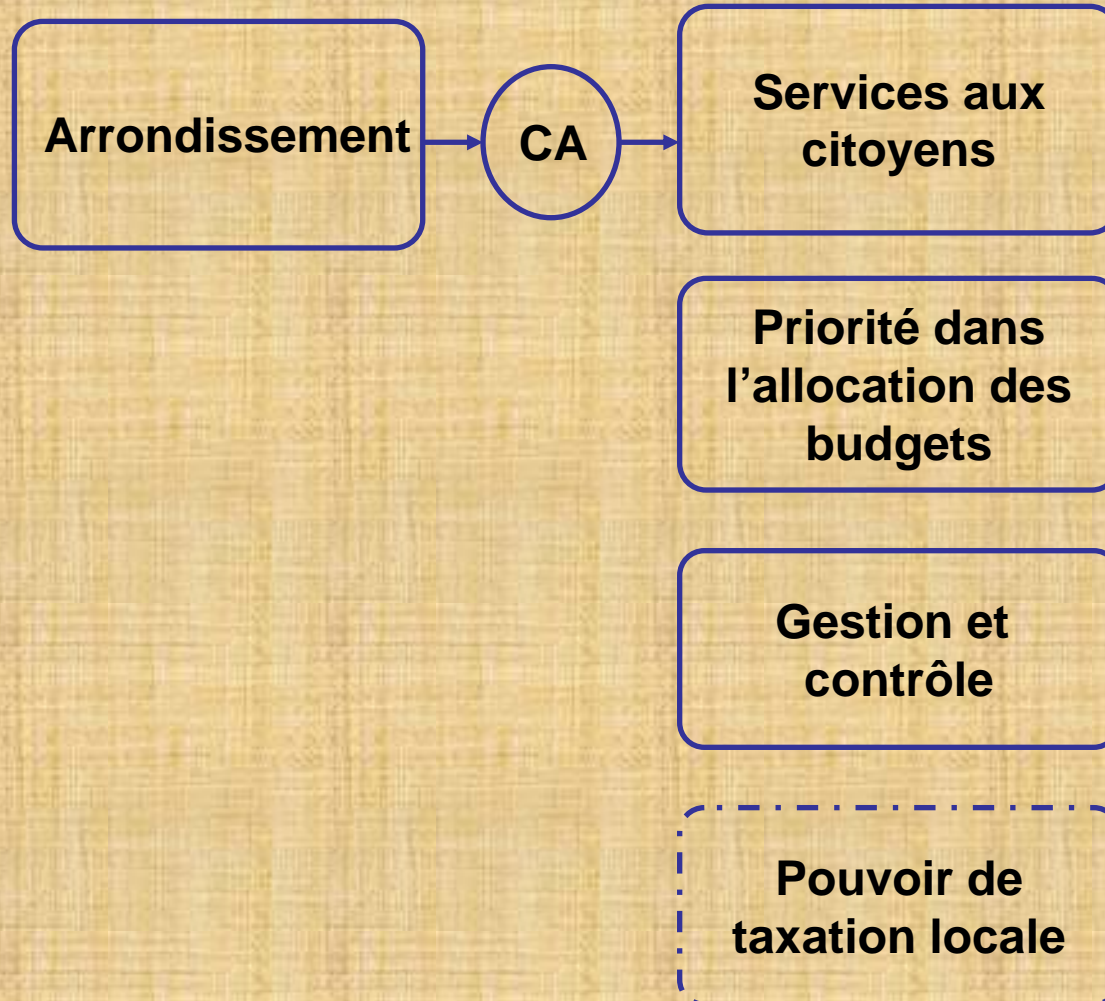 Arrondissement
CA
Services aux
citoyens
Priorité dans
l’allocation des
budgets
Gestion et
contrôle
Pouvoir de
taxation locale